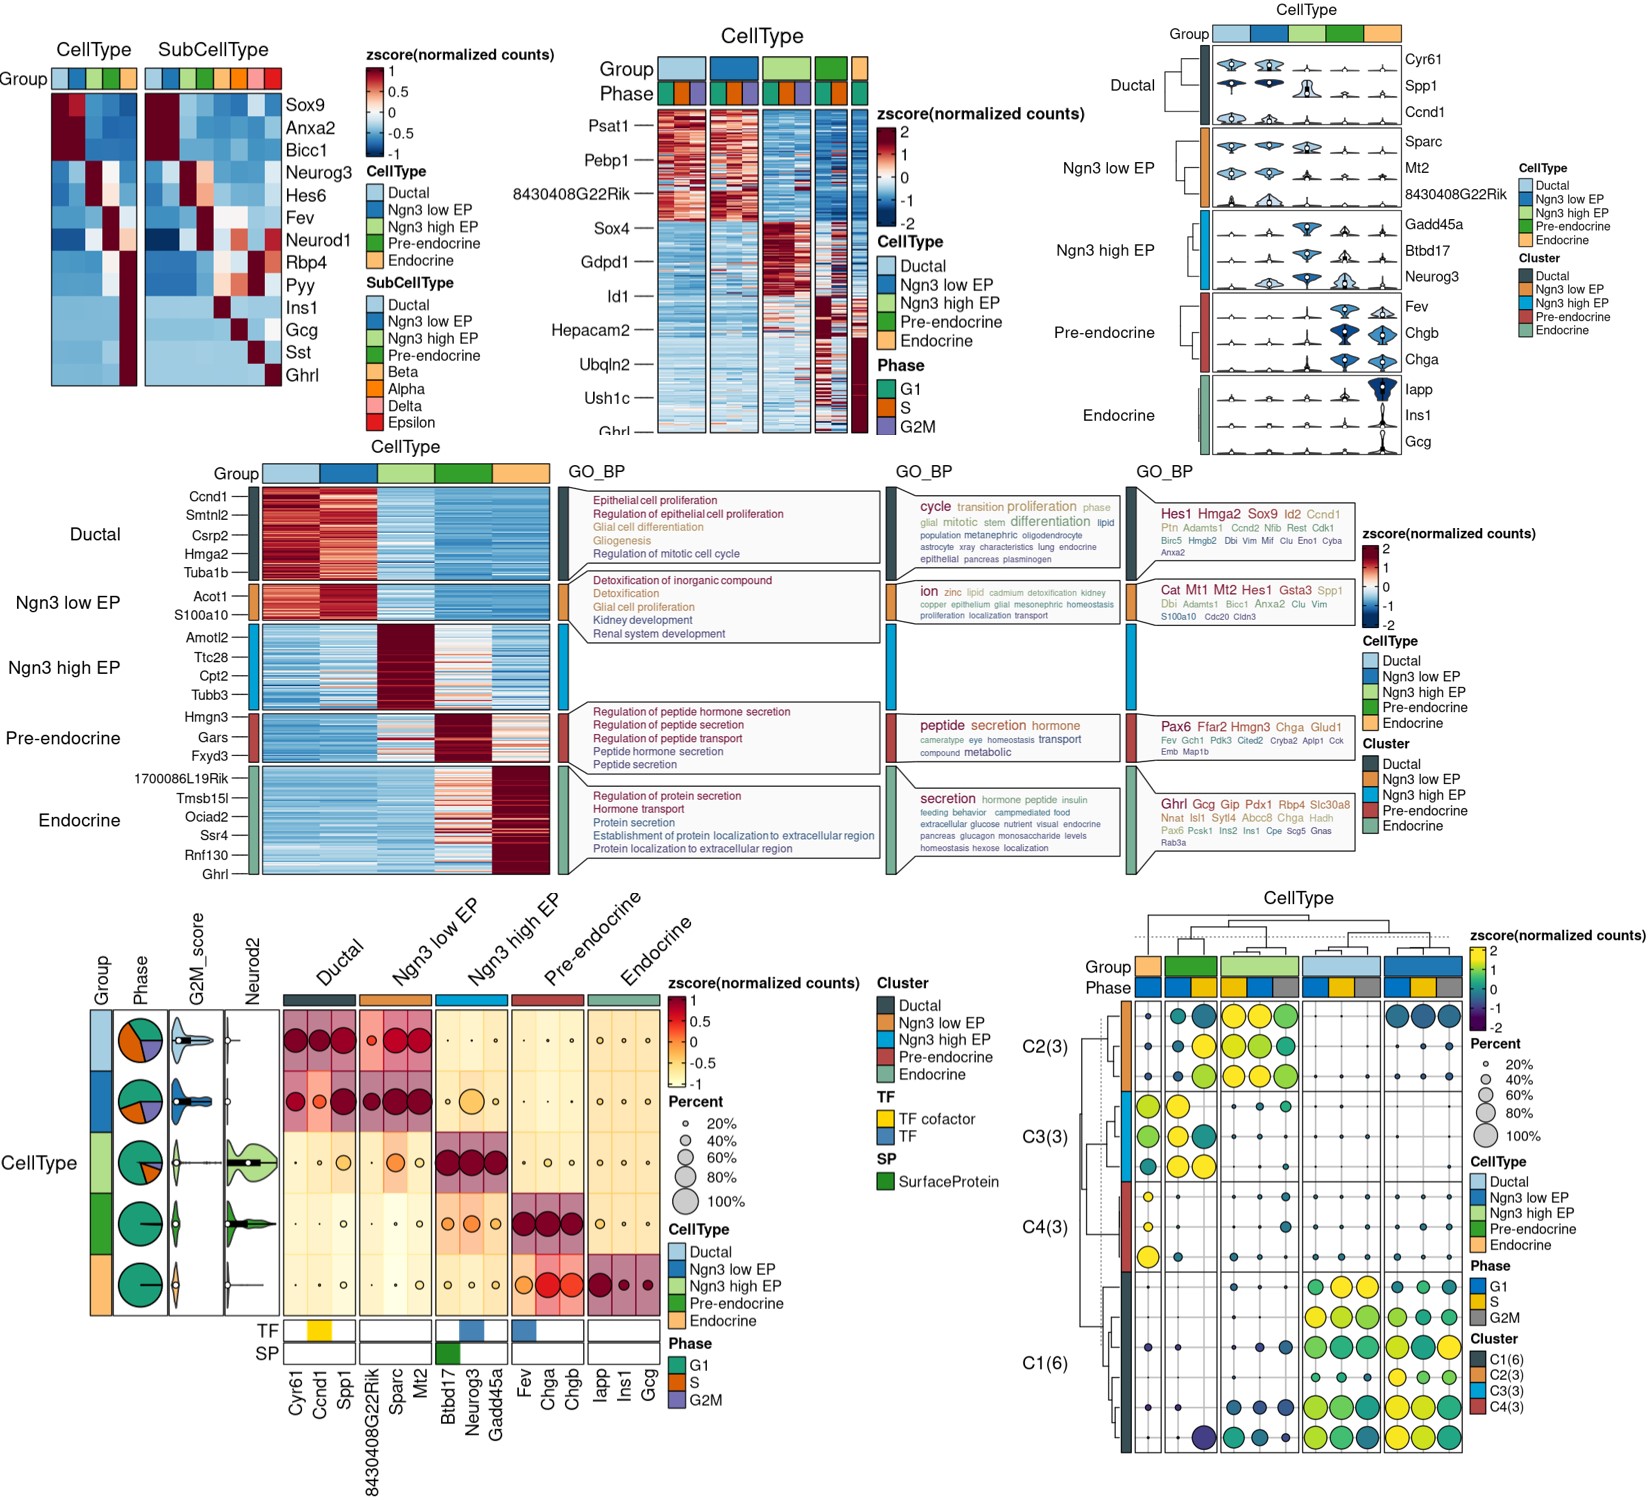 CellType SubCellType
Group
Sox9
Anxa2
Bicc1
Neurog3
Hes6
Fev
Neurod1
Rbp4
Pyy
Ins1
Gcg
Sst
Ghrl
zscore(normalized counts)
1
0.5
0
-0.5
-1
CellType
Ductal
Ngn3 low EP
Ngn3 high EP
Pre-endocrine
Endocrine
SubCellType
Ductal
Ngn3 low EP
Ngn3 high EP
Pre-endocrine
Beta
Alpha
Delta
Epsilon
CellType
Group
Phase
Psat1
Pebp1
8430408G22Rik
Sox4
Gdpd1
Id1
Hepacam2
Ubqln2
Ush1c
Ghrl
zscore(normalized counts)
2
1
0
-1
-2
CellType
Ductal
Ngn3 low EP
Ngn3 high EP
Pre-endocrine
Endocrine
Phase
G1
S
G2M
CellType
Group
Ductal
Ngn3 low EP
Ngn3 high EP
Pre-endocrine
Endocrine
Cyr61
Spp1
Ccnd1
Sparc
Mt2
8430408G22Rik
Gadd45a
Btbd17
Neurog3
Fev
Chgb
Chga
Iapp
Ins1
Gcg
CellType
Ductal
Ngn3 low EP
Ngn3 high EP
Pre-endocrine
Endocrine
Cluster
Ductal
Ngn3 low EP
Ngn3 high EP
Pre-endocrine
Endocrine
CellType
Group
Ductal
Ngn3 low EP
Ngn3 high EP
Pre-endocrine
Endocrine
Ccnd1
Smtnl2
Csrp2
Hmga2
Tuba1b
Acot1
S100a10
Amotl2
Ttc28
Cpt2
Tubb3
Hmgn3
Gars
Fxyd3
1700086L19Rik
Tmsb15l
Ociad2
Ssr4
Rnf130
Ghrl
GO_BP
Epithelial cell proliferation
Regulation of epithelial cell proliferation
Glial cell differentiation
Gliogenesis
Regulation of mitotic cell cycle
Detoxification of inorganic compound
Detoxification
Glial cell proliferation
Kidney development
Renal system development
Regulation of peptide hormone secretion
Regulation of peptide secretion
Regulation of peptide transport
Peptide hormone secretion
Peptide secretion
Regulation of protein secretion
Hormone transport
Protein secretion
Establishment of protein localization to extracellular region
Protein localization to extracellular region
GO_BP
cycle transition proliferation phase
glial mitotic stem differentiation lipid
population metanephric oligodendrocyte
astrocyte xray characteristics lung endocrine
epithelial pancreas plasminogen
ion zinc lipid cadmium detoxification kidney
copper epithelium glial mesonephric homeostasis
proliferation localization transport
peptide secretion hormone
cameratype eye homeostasis transport
compound metabolic
secretion hormone peptide insulin
feeding behavior campmediated food
extracellular glucose nutrient visual endocrine
pancreas glucagon monosaccharide levels
homeostasis hexose localization
GO_BP
Hes1 Hmga2 Sox9 Id2 Ccnd1
Ptn Adamts1 Ccnd2 Nfib Rest Cdk1
Birc5 Hmgb2 Dbi Vim Mif Clu Eno1 Cyba
Anxa2
Cat Mt1 Mt2 Hes1 Gsta3 Spp1
Dbi Adamts1 Bicc1 Anxa2 Clu Vim
S100a10 Cdc20 Cldn3
Pax6 Ffar2 Hmgn3 Chga Glud1
Fev Gch1 Pdk3 Cited2 Cryba2 Aplp1 Cck
Emb Map1b
Ghrl Gcg Gip Pdx1 Rbp4 Slc30a8
Nnat Isl1 Sytl4 Abcc8 Chga Hadh
Pax6 Pcsk1 Ins2 Ins1 Cpe Scg5 Gnas
Rab3a
zscore(normalized counts)
2
1
0
-1
-2
CellType
Ductal
Ngn3 low EP
Ngn3 high EP
Pre-endocrine
Endocrine
Cluster
Ductal
Ngn3 low EP
Ngn3 high EP
Pre-endocrine
Endocrine
Group
Phase
G2M_score
Neurod2
Ductal
Ngn3 low EP
Ngn3 high EP
Pre-endocrine
Endocrine
CellType
TF
SP
Cyr61
Ccnd1
Spp1
8430408G22Rik
Sparc
Mt2
Btbd17
Neurog3
Gadd45a
Fev
Chga
Chgb
Iapp
Ins1
Gcg
zscore(normalized counts)
1
0.5
0
-0.5
-1
Percent
20%
40%
60%
80%
100%
CellType
Ductal
Ngn3 low EP
Ngn3 high EP
Pre-endocrine
Endocrine
Phase
G1
S
G2M
Cluster
Ductal
Ngn3 low EP
Ngn3 high EP
Pre-endocrine
Endocrine
TF
TF cofactor
TF
SP
SurfaceProtein
CellType
Group
Phase
C2(3)
C3(3)
C4(3)
C1(6)
zscore(normalized counts)
2
1
0
-1
-2
Percent
20%
40%
60%
80%
100%
CellType
Ductal
Ngn3 low EP
Ngn3 high EP
Pre-endocrine
Endocrine
Phase
G1
S
G2M
Cluster
C1(6)
C2(3)
C3(3)
C4(3)